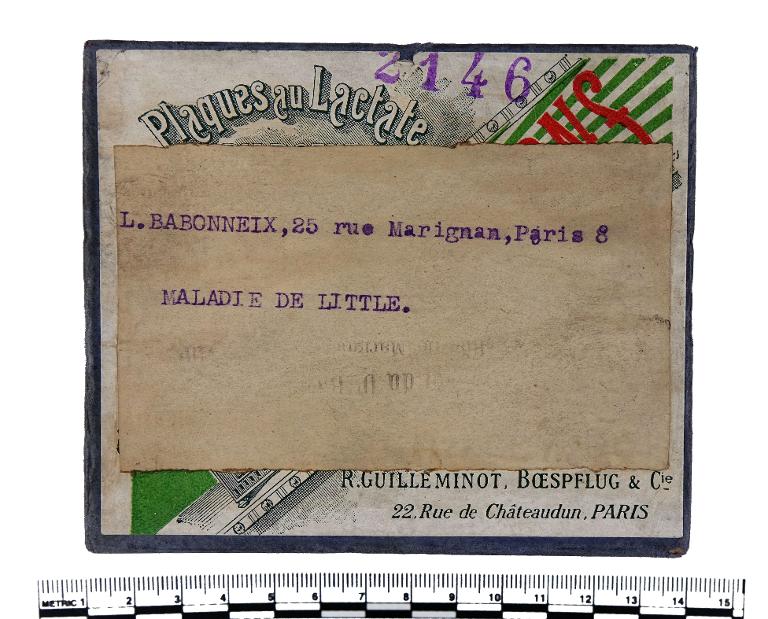 2146
Plaques au Lactate
L.BABONNEIX,25 rue Marignan,Paris 8
MALADIE DE LITTLE.
R.GUILLEMINOT, BŒSPFLUG & Cie
22, Rue de Châteaudun, PARIS
METRIC 1 2 3 4 5 6 7 8 9 10 11 12 13 14 15